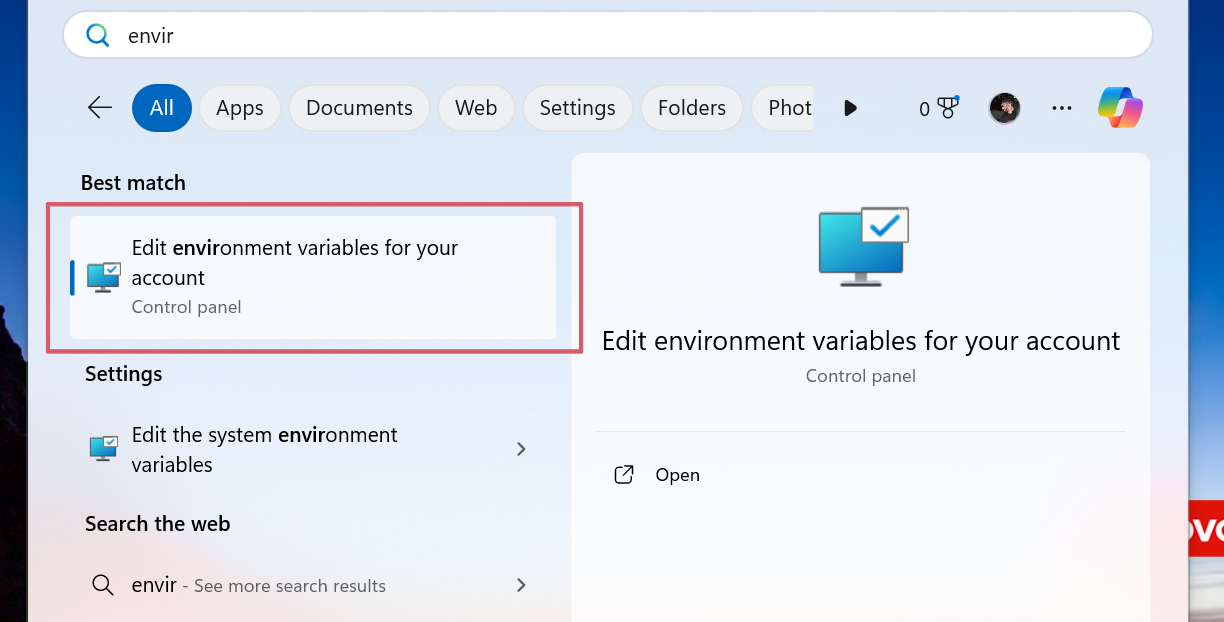 envir
All
Apps
Documents
Web
Settings
Folders
Phot
0
Best match
Edit environment variables for your
account
Control panel
Settings
Edit the system environment
variables
Search the web
envir - See more search results
Edit environment variables for your account
Control panel
Open